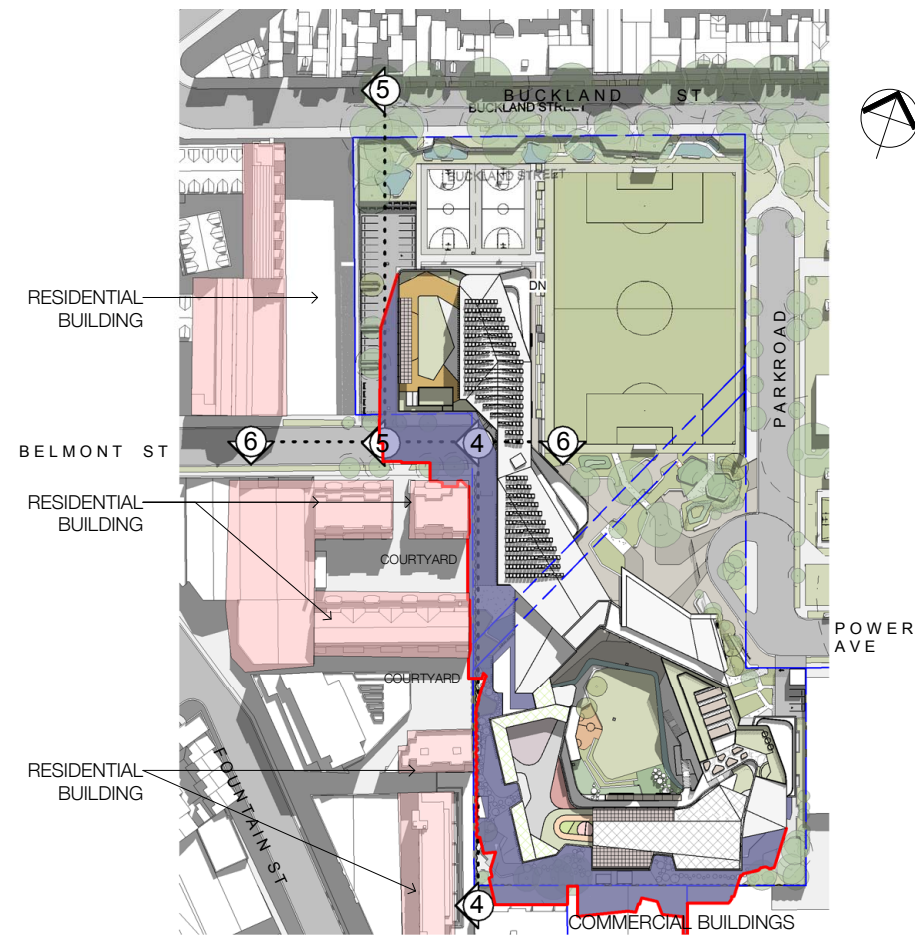 5
BUCKLAND ST
BUCKLAND STREET
BUCKLAND STREET
DN
RESIDENTIAL
BUILDING
PARKROAD
BELMONT ST
6
5
4
6
RESIDENTIAL
BUILDING
COURTYARD
POWER
AVE
COURTYARD
RESIDENTIAL
BUILDING
FOUNTAIN ST
4
COMMERCIAL BUILDINGS